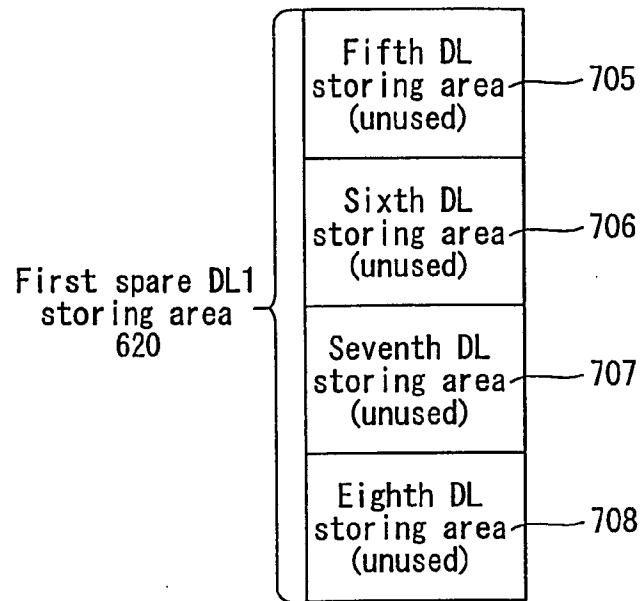 Fifth DL
storing area
(unused)
705
Sixth DL
storing area
(unused)
706
First spare DL1
storing area
620
Seventh DL
storing area
(unused)
707
Eighth DL
storing area
(unused)
708